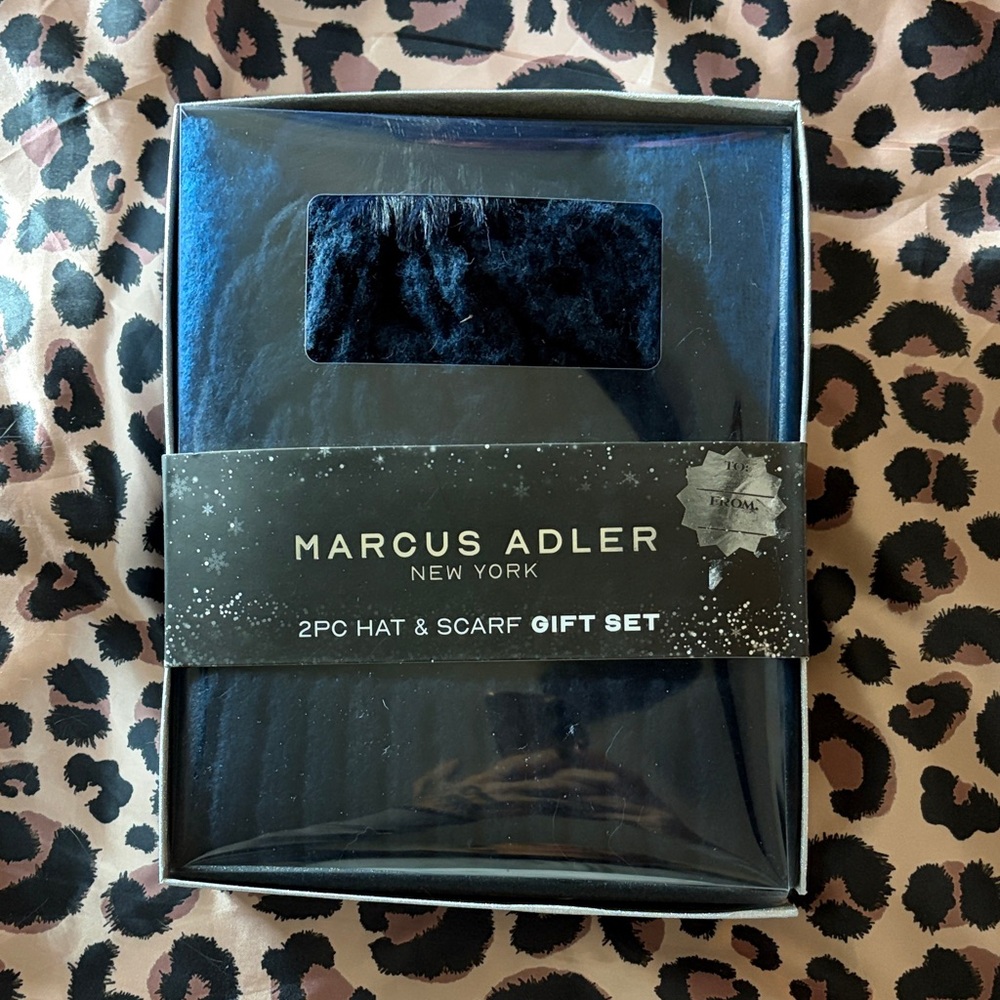 TO:
FROM:
MARCUS ADLER
NEW YORK
2PC HAT & SCARF GIFT SET